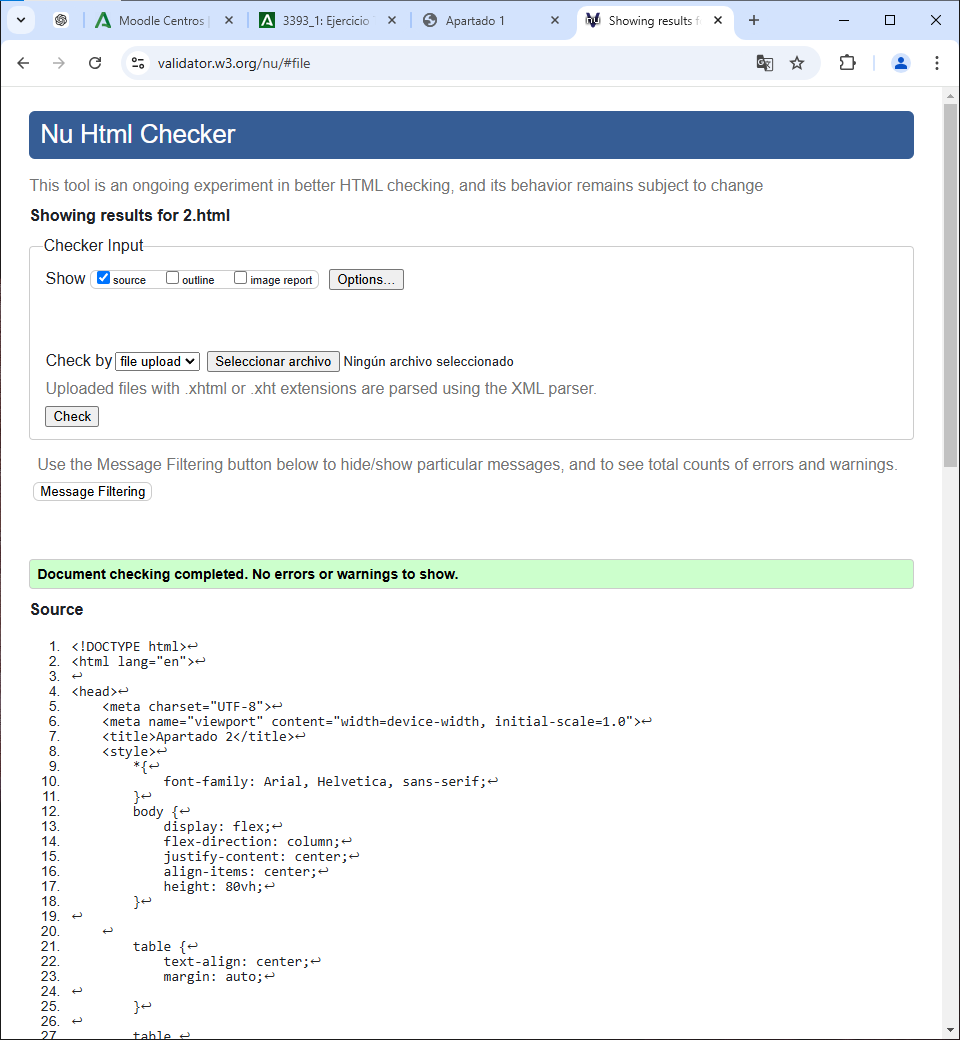 Moodle Centros
3393_1: Ejercicio
Apartado 1
Showing results f
validator.w3.org/nu/#file
Nu Html Checker
This tool is an ongoing experiment in better HTML checking, and its behavior remains subject to change
Showing results for 2.html
Checker Input
Show source outline image report Options...
Check by file upload Seleccionar archivo Ningún archivo seleccionado
Uploaded files with .xhtml or .xht extensions are parsed using the XML parser.
Check
Use the Message Filtering button below to hide/show particular messages, and to see total counts of errors and warnings.
Message Filtering
Document checking completed. No errors or warnings to show.
Source
1. <!DOCTYPE html>↩
2. <html lang="en">↩
3. ↩
4. <head>↩
5.     <meta charset="UTF-8">↩
6.     <meta name="viewport" content="width=device-width, initial-scale=1.0">↩
7.     <title>Apartado 2</title>↩
8.     <style>↩
9.         *{↩
10.             font-family: Arial, Helvetica, sans-serif;↩
11.         }↩
12.         body {↩
13.             display: flex;↩
14.             flex-direction: column;↩
15.             justify-content: center;↩
16.             align-items: center;↩
17.             height: 80vh;↩
18.         }↩
19. ↩
20.     ↩
21.         table {↩
22.             text-align: center;↩
23.             margin: auto;↩
24. ↩
25.         }↩
26. ↩
27.         table ↩